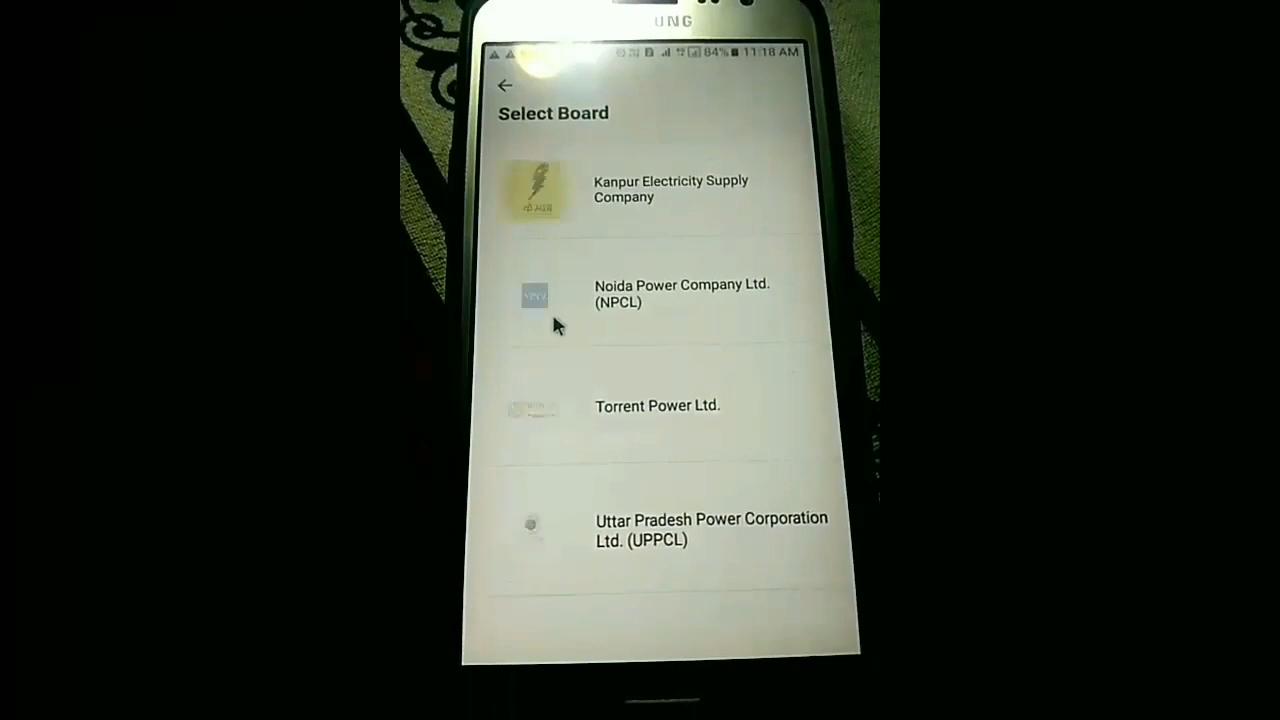 UNG
84% 11:18 AM
Select Board
Kanpur Electricity Supply
Company
Noida Power Company Ltd.
(NPCL)
Torrent Power Ltd.
Uttar Pradesh Power Corporation
Ltd. (UPPCL)